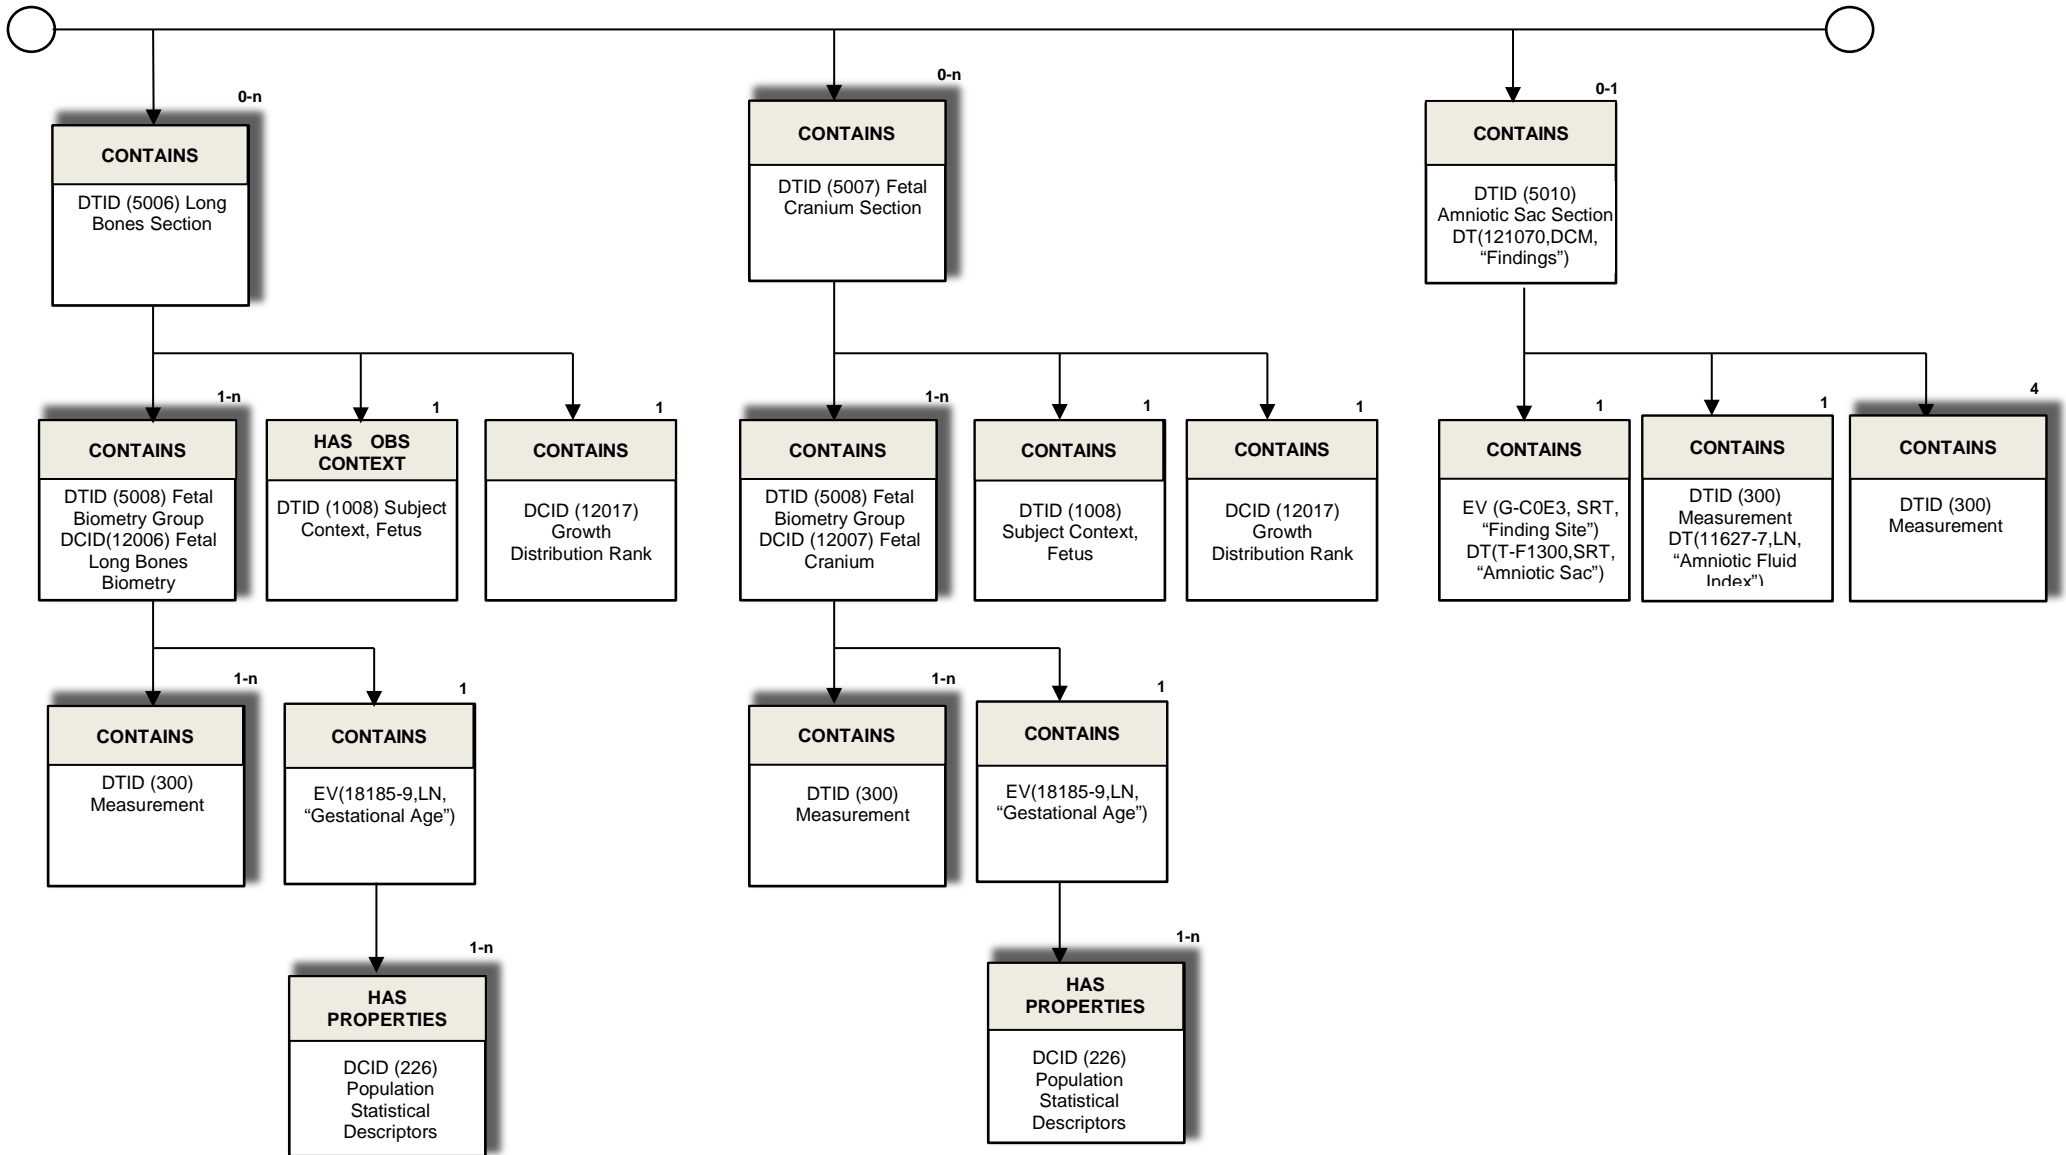 0-n
CONTAINS
DTID (5006) Long
Bones Section
0-n
CONTAINS
DTID (5007) Fetal
Cranium Section
0-1
CONTAINS
DTID (5010)
Amniotic Sac Section
DT(121070,DCM,
“Findings”)
1-n
CONTAINS
DTID (5008) Fetal
Biometry Group
DCID(12006) Fetal
Long Bones
Biometry
1
HAS OBS
CONTEXT
DTID (1008) Subject
Context, Fetus
1
CONTAINS
DCID (12017)
Growth
Distribution Rank
1-n
CONTAINS
DTID (5008) Fetal
Biometry Group
DCID (12007) Fetal
Cranium
1
CONTAINS
DTID (1008)
Subject Context,
Fetus
1
CONTAINS
DCID (12017)
Growth
Distribution Rank
1
CONTAINS
EV (G-C0E3, SRT,
“Finding Site”)
DT(T-F1300,SRT,
“Amniotic Sac”)
1
CONTAINS
DTID (300)
Measurement
DT(11627-7,LN,
“Amniotic Fluid
Index”)
4
CONTAINS
DTID (300)
Measurement
1-n
CONTAINS
DTID (300)
Measurement
1
CONTAINS
EV(18185-9,LN,
“Gestational Age”)
1-n
CONTAINS
DTID (300)
Measurement
1
CONTAINS
EV(18185-9,LN,
“Gestational Age”)
1-n
HAS
PROPERTIES
DCID (226)
Population
Statistical
Descriptors
1-n
HAS
PROPERTIES
DCID (226)
Population
Statistical
Descriptors